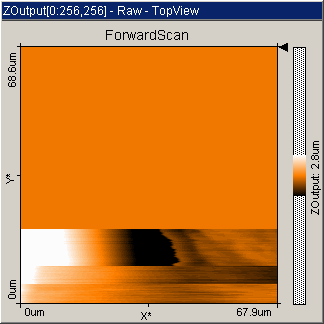 ZOutput[0:256,256] - Raw - TopView
ForwardScan
68.6um
Y*
0um
ZOutput: 2.8um
0um
X*
67.9um